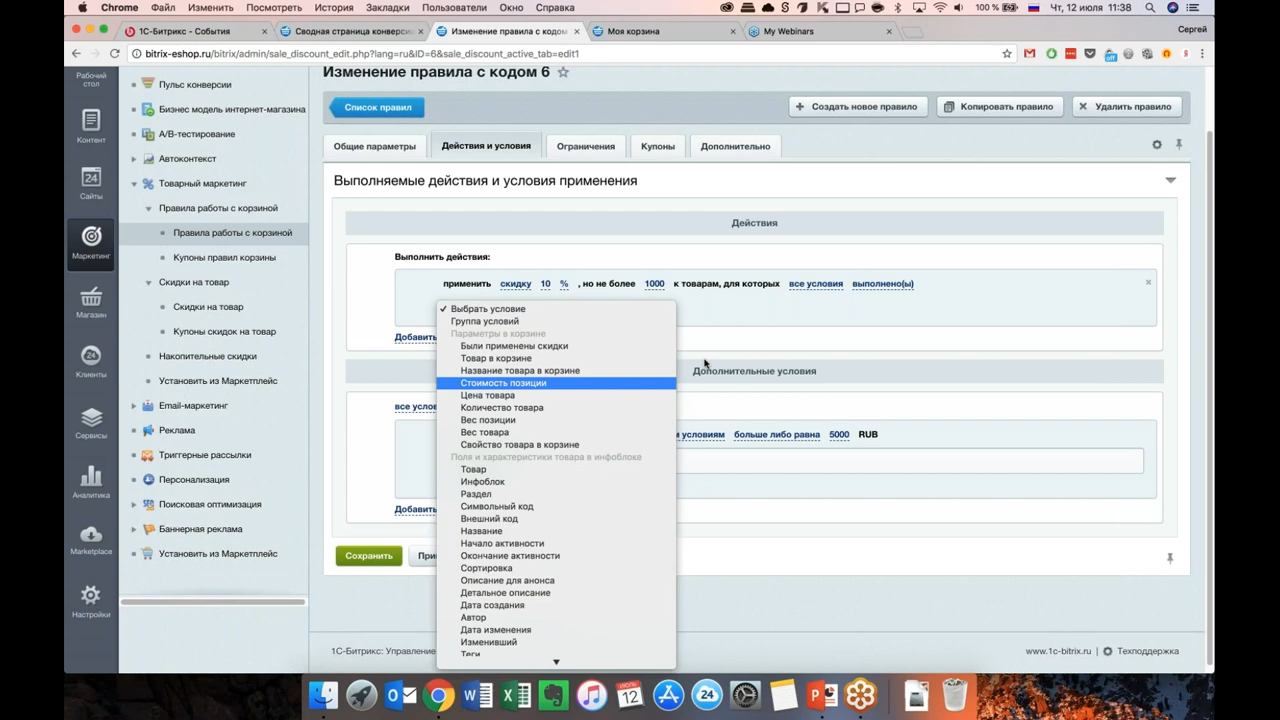 Chrome Файл Изменить Посмотреть История Закладки Пользователи Окно Справка 100 % Чт, 12 июля 11:38
1С-Битрикс - События × Сводная страница конверси × Изменение правила с кодом × Моя корзина × My Webinars × Сергей
bitrix-eshop.ru/bitrix/admin/sale_discount_edit.php?lang=ru&ID=6&sale_discount_active_tab=edit1
Рабочий стол
Контент
24
Сайты
Маркетинг
Магазин
Клиенты
Сервисы
Аналитика
Marketplace
Настройки
Пульс конверсии
Бизнес модель интернет-магазина
A/B-тестирование
Автоконтекст
Товарный маркетинг
Правила работы с корзиной
Правила работы с корзиной
Купоны правил корзины
Скидки на товар
Скидки на товар
Купоны скидок на товар
Накопительные скидки
Установить из Маркетплейс
Email-маркетинг
Реклама
Триггерные рассылки
Персонализация
Поисковая оптимизация
Баннерная реклама
Установить из Маркетплейс
Изменение правила с кодом 6
Список правил
Создать новое правило
Копировать правило
Удалить правило
Общие параметры Действия и условия Ограничения Купоны Дополнительно
Выполняемые действия и условия применения
Действия
Выполнить действия:
применить скидку 10 % , но не более 1000 к товарам, для которых все условия выполнено(ы)
Добавить
✓ Выбрать условие
Группа условий
Параметры в корзине
Были применены скидки
Товар в корзине
Название товара в корзине
Стоимость позиции
Цена товара
Количество товара
Вес позиции
Вес товара
Свойство товара в корзине
Поля и характеристики товара в инфоблоке
Товар
Инфоблок
Раздел
Символьный код
Внешний код
Название
Начало активности
Окончание активности
Сортировка
Описание для анонса
Детальное описание
Дата создания
Автор
Дата изменения
Изменивший
Теги
Дополнительные условия
все услов
м условиям больше либо равна 5000 RUB
Добавить
Сохранить При
1С-Битрикс: Управление
www.1c-bitrix.ru Техподдержка
ИЮЛЬ
12
24